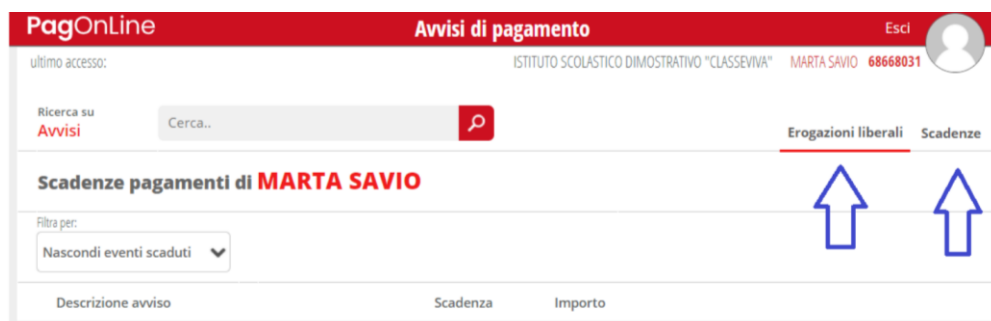 PagOnLine Avvisi di pagamento Esci
ultimo accesso: ISTITUTO SCOLASTICO DIMOSTRATIVO "CLASSEVIVA" MARTA SAVIO 68668031
Ricerca su
Avvisi Cerca.. Erogazioni liberali Scadenze
Scadenze pagamenti di MARTA SAVIO
Filtra per:
Nascondi eventi scaduti
Descrizione avviso Scadenza Importo